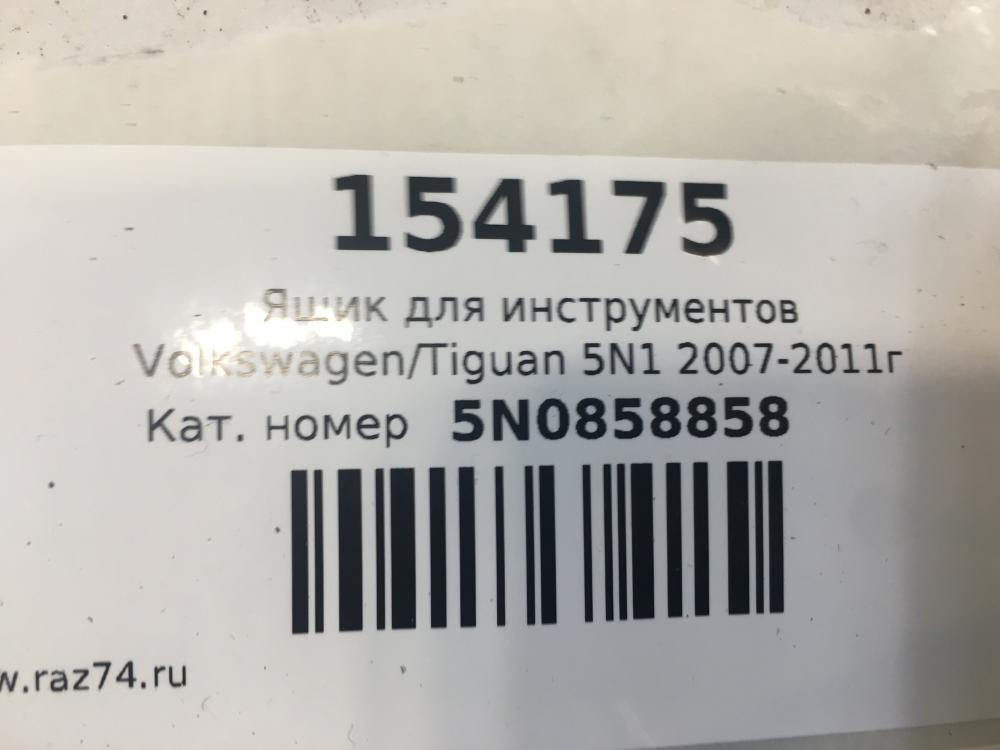 154175
Ящик для инструментов
Volkswagen/Tiguan 5N1 2007-2011г
Кат. номер 5N0858858
w.raz74.ru